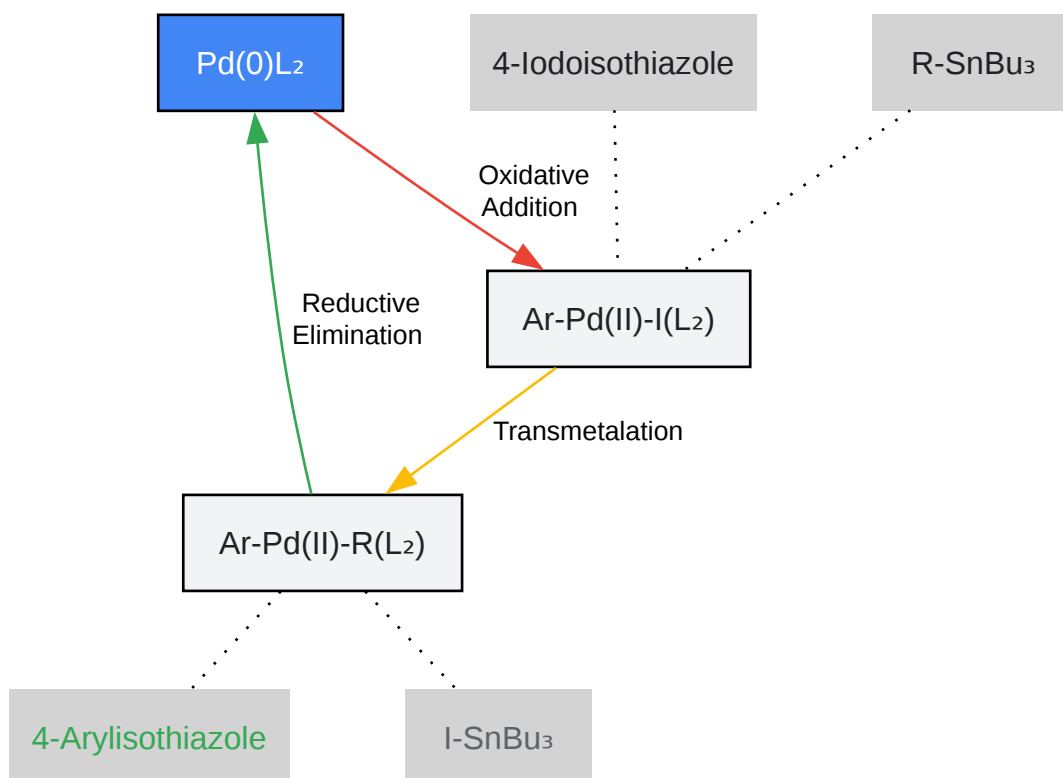 Pd(0)L₂
4-Iodoisothiazole
R-SnBu₃
Oxidative
Addition
Reductive
Elimination
Ar-Pd(II)-I(L₂)
Transmetalation
Ar-Pd(II)-R(L₂)
4-Arylisothiazole
I-SnBu₃